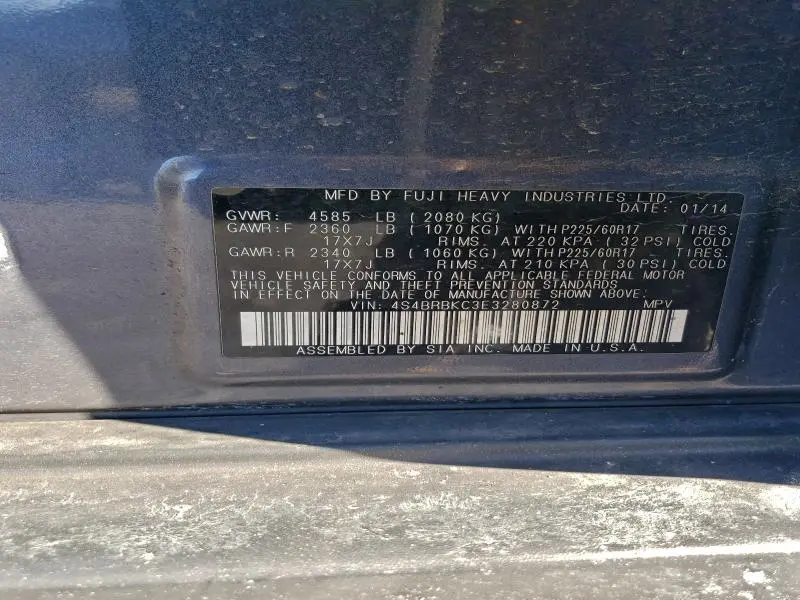 MFD BY FUJI HEAVY INDUSTRIES LTD.
DATE: 01/14
GVWR: 4585 LB ( 2080 KG)
GAWR:F 2360 LB ( 1070 KG) WITH P225/60R17 TIRES.
17X7J RIMS. AT 220 KPA ( 32 PSI) COLD
GAWR:R 2340 LB ( 1060 KG) WITH P225/60R17 TIRES.
17X7J RIMS. AT 210 KPA ( 30 PSI) COLD
THIS VEHICLE CONFORMS TO ALL APPLICABLE FEDERAL MOTOR
VEHICLE SAFETY AND THEFT PREVENTION STANDARDS
IN EFFECT ON THE DATE OF MANUFACTURE SHOWN ABOVE.
VIN: 4S4BRBKC3E3280872 MPV
ASSEMBLED BY SIA INC. MADE IN U.S.A.